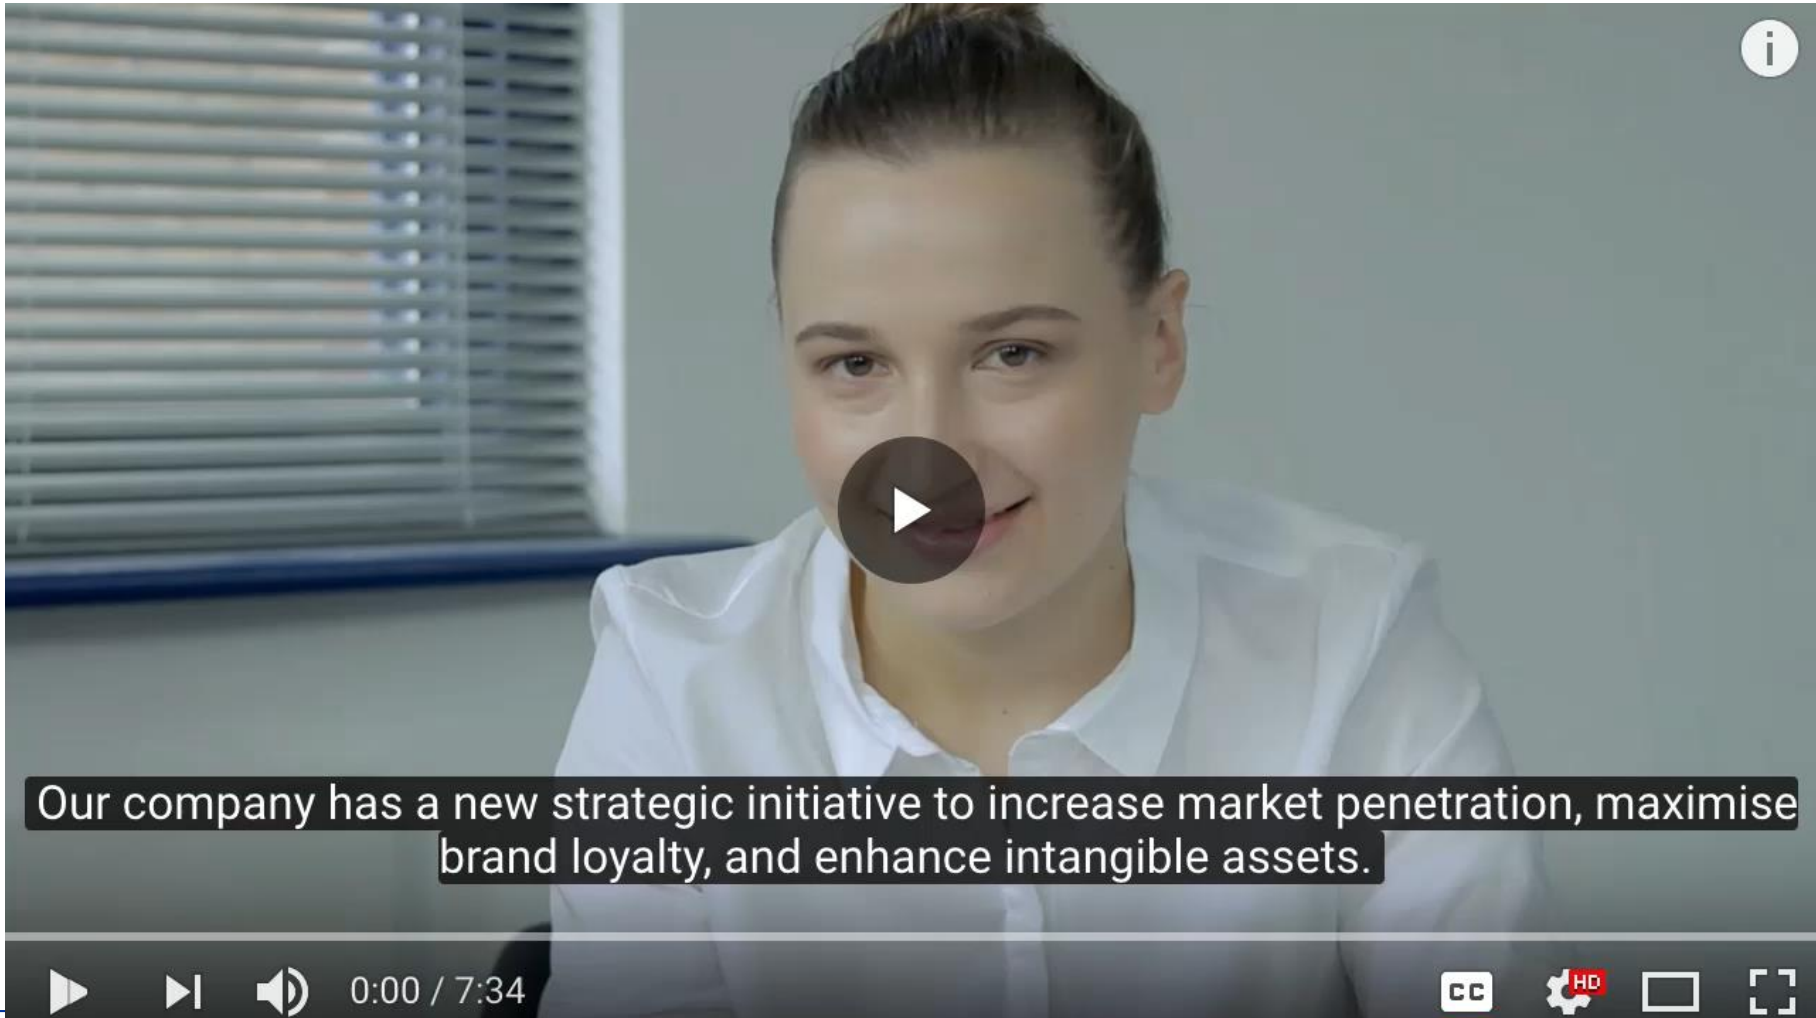 i
Our company has a new strategic initiative to increase market penetration, maximise
brand loyalty, and enhance intangible assets.
0:00 / 7:34
CC
HD